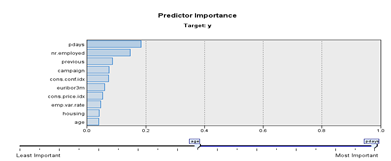 Predictor Importance
Target: y
pdays
nr.employed
previous
campaign
cons.conf.idx
euribor3m
cons.price.idx
emp.var.rate
housing
age
0.0 0.2 0.4 0.6 0.8 1.0
age pdays
Least Important Most Important